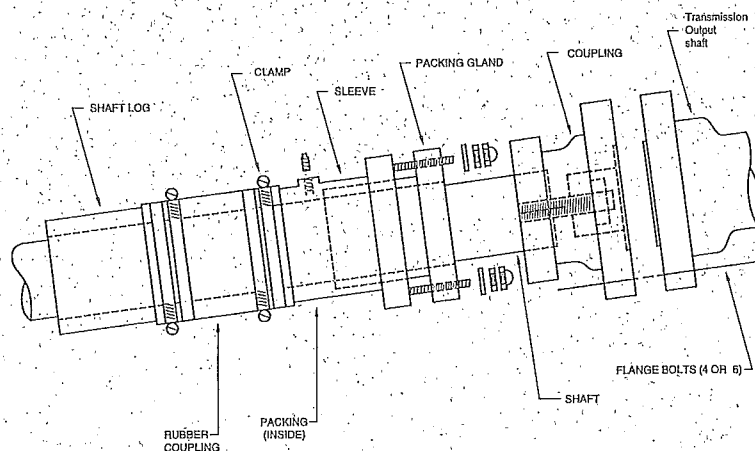 Transmission
Output
shaft
COUPLING
PACKING GLAND
CLAMP
SLEEVE
SHAFT LOG
FLANGE BOLTS (4 OR 6)
SHAFT
PACKING
(INSIDE)
RUBBER
COUPLING